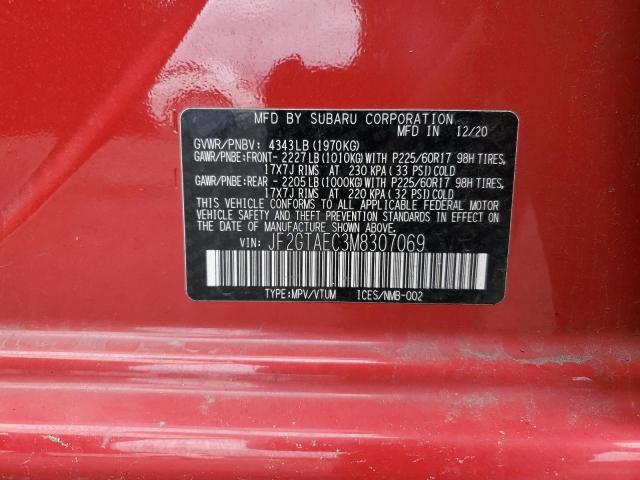 MFD BY SUBARU CORPORATION
MFD IN 12/20
GVWR/PNBV: 4343LB(1970KG)
GAWR/PNBE:FRONT- 2227LB(1010KG)WITH P225/60R17 98H TIRES,
17X7J RIMS AT 230 KPA(33 PSI)COLD
GAWR/PNBE:REAR - 2205LB(1000KG)WITH P225/60R17 98H TIRES,
17X7J RIMS AT 220 KPA(32 PSI)COLD
THIS VEHICLE CONFORMS TO ALL APPLICABLE FEDERAL MOTOR
VEHICLE SAFETY AND THEFT PREVENTION STANDARDS IN EFFECT
ON THE DATE OF MANUFACTURE SHOWN ABOVE.
VIN: JF2GTAEC3M8307069
TYPE:MPV/VTUM ICES/NMB-002